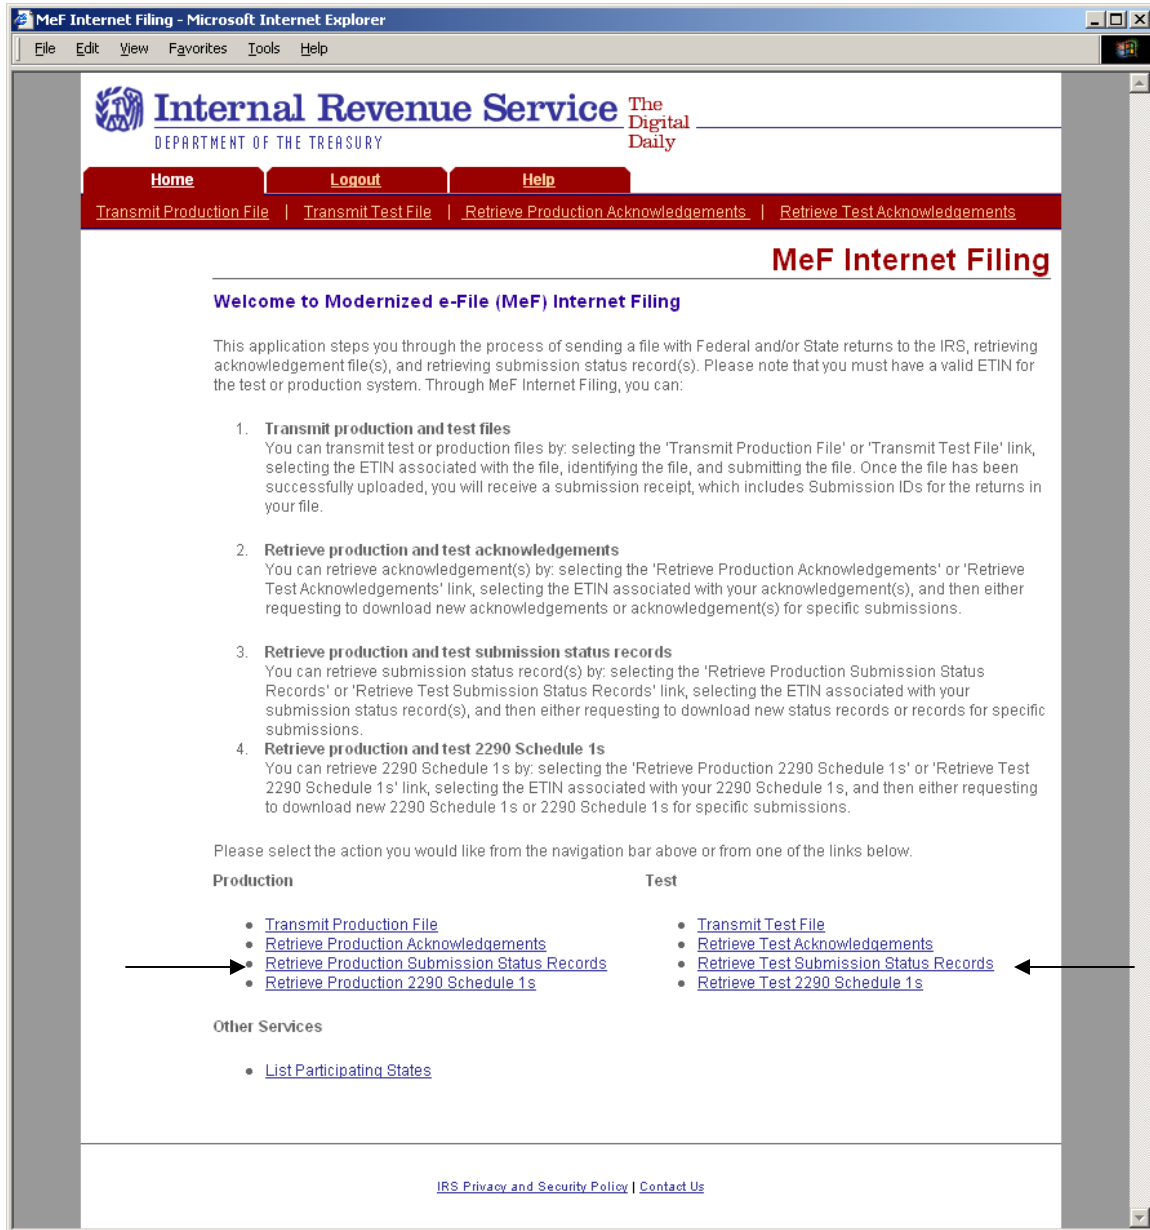 MeF Internet Filing - Microsoft Internet Explorer
File Edit View Favorites Tools Help
Internal Revenue Service
DEPARTMENT OF THE TREASURY
The
Digital
Daily
Home Logout Help
Transmit Production File | Transmit Test File | Retrieve Production Acknowledgements | Retrieve Test Acknowledgements
MeF Internet Filing
Welcome to Modernized e-File (MeF) Internet Filing
This application steps you through the process of sending a file with Federal and/or State returns to the IRS, retrieving
acknowledgement file(s), and retrieving submission status record(s). Please note that you must have a valid ETIN for
the test or production system. Through MeF Internet Filing, you can:
1. Transmit production and test files
You can transmit test or production files by: selecting the 'Transmit Production File' or 'Transmit Test File' link,
selecting the ETIN associated with the file, identifying the file, and submitting the file. Once the file has been
successfully uploaded, you will receive a submission receipt, which includes Submission IDs for the returns in
your file.
2. Retrieve production and test acknowledgements
You can retrieve acknowledgement(s) by: selecting the 'Retrieve Production Acknowledgements' or 'Retrieve
Test Acknowledgements' link, selecting the ETIN associated with your acknowledgement(s), and then either
requesting to download new acknowledgements or acknowledgement(s) for specific submissions.
3. Retrieve production and test submission status records
You can retrieve submission status record(s) by: selecting the 'Retrieve Production Submission Status
Records' or 'Retrieve Test Submission Status Records' link, selecting the ETIN associated with your
submission status record(s), and then either requesting to download new status records or records for specific
submissions.
4. Retrieve production and test 2290 Schedule 1s
You can retrieve 2290 Schedule 1s by: selecting the 'Retrieve Production 2290 Schedule 1s' or 'Retrieve Test
2290 Schedule 1s' link, selecting the ETIN associated with your 2290 Schedule 1s, and then either requesting
to download new 2290 Schedule 1s or 2290 Schedule 1s for specific submissions.
Please select the action you would like from the navigation bar above or from one of the links below.
Production
Transmit Production File
Retrieve Production Acknowledgements
Retrieve Production Submission Status Records
Retrieve Production 2290 Schedule 1s
Test
Transmit Test File
Retrieve Test Acknowledgements
Retrieve Test Submission Status Records
Retrieve Test 2290 Schedule 1s
Other Services
List Participating States
IRS Privacy and Security Policy | Contact Us